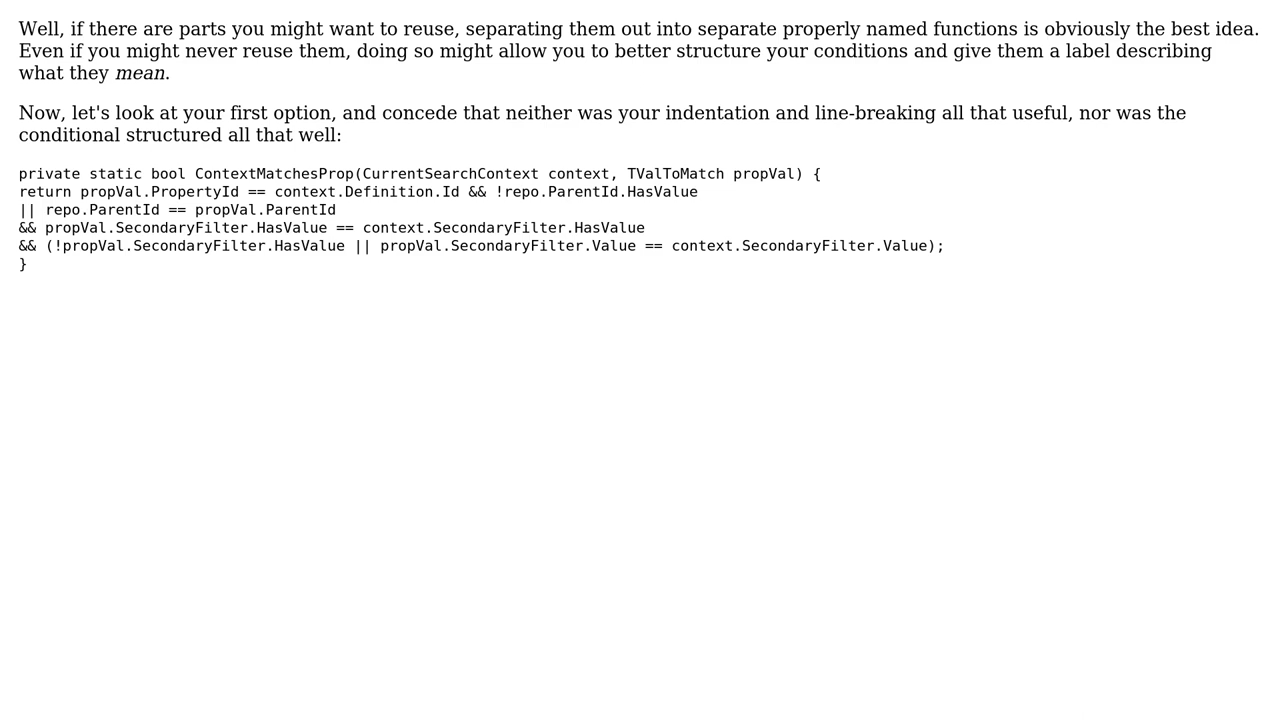 Well, if there are parts you might want to reuse, separating them out into separate properly named functions is obviously the best idea.
Even if you might never reuse them, doing so might allow you to better structure your conditions and give them a label describing
what they mean.
Now, let's look at your first option, and concede that neither was your indentation and line-breaking all that useful, nor was the
conditional structured all that well:
private static bool ContextMatchesProp(CurrentSearchContext context, TValToMatch propVal) {
return propVal.PropertyId == context.Definition.Id && !repo.ParentId.HasValue
|| repo.ParentId == propVal.ParentId
&& propVal.SecondaryFilter.HasValue == context.SecondaryFilter.HasValue
&& (!propVal.SecondaryFilter.HasValue || propVal.SecondaryFilter.Value == context.SecondaryFilter.Value);
}